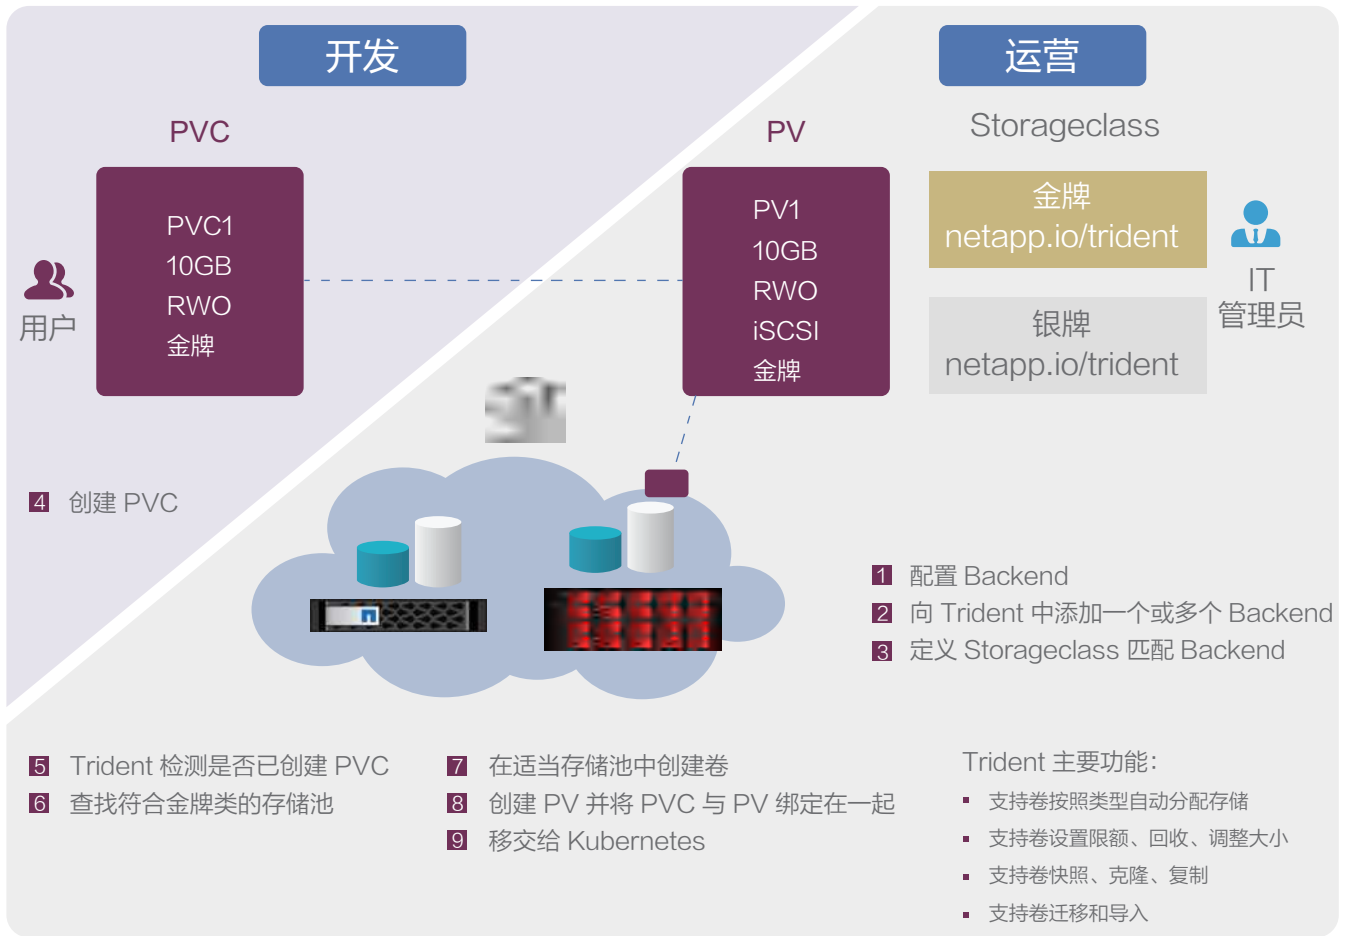 开发
运营
PVC
PVC1
10GB
RWO
金牌
用户
PV
PV1
10GB
RWO
iSCSI
金牌
Storageclass
金牌
netapp.io/trident
银牌
netapp.io/trident
IT
管理员
4 创建 PVC
1 配置 Backend
2 向 Trident 中添加一个或多个 Backend
3 定义 Storageclass 匹配 Backend
5 Trident 检测是否已创建 PVC
6 查找符合金牌类的存储池
7 在适当存储池中创建卷
8 创建 PV 并将 PVC 与 PV 绑定在一起
9 移交给 Kubernetes
Trident 主要功能：
▪ 支持卷按照类型自动分配存储
▪ 支持卷设置限额、回收、调整大小
▪ 支持卷快照、克隆、复制
▪ 支持卷迁移和导入